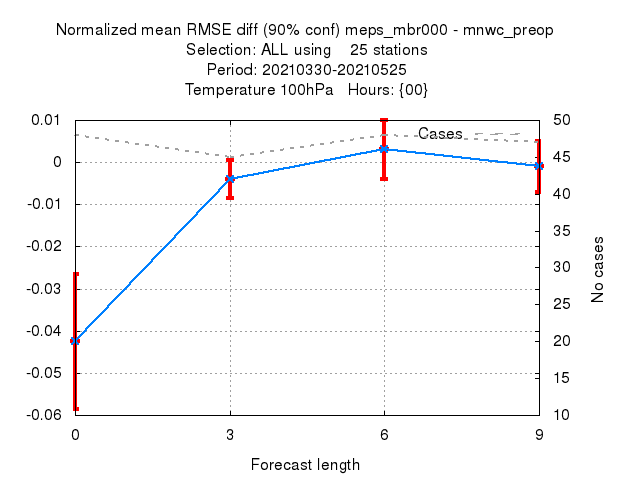 Normalized mean RMSE diff (90% conf) meps_mbr000 - mnwc_preop
Selection: ALL using 25 stations
Period: 20210330-20210525
Temperature 100hPa Hours: {00}
0.01
0
-0.01
-0.02
-0.03
-0.04
-0.05
-0.06
Cases
50
45
40
35
30
25
20
15
10
No cases
0 3 6 9
Forecast length